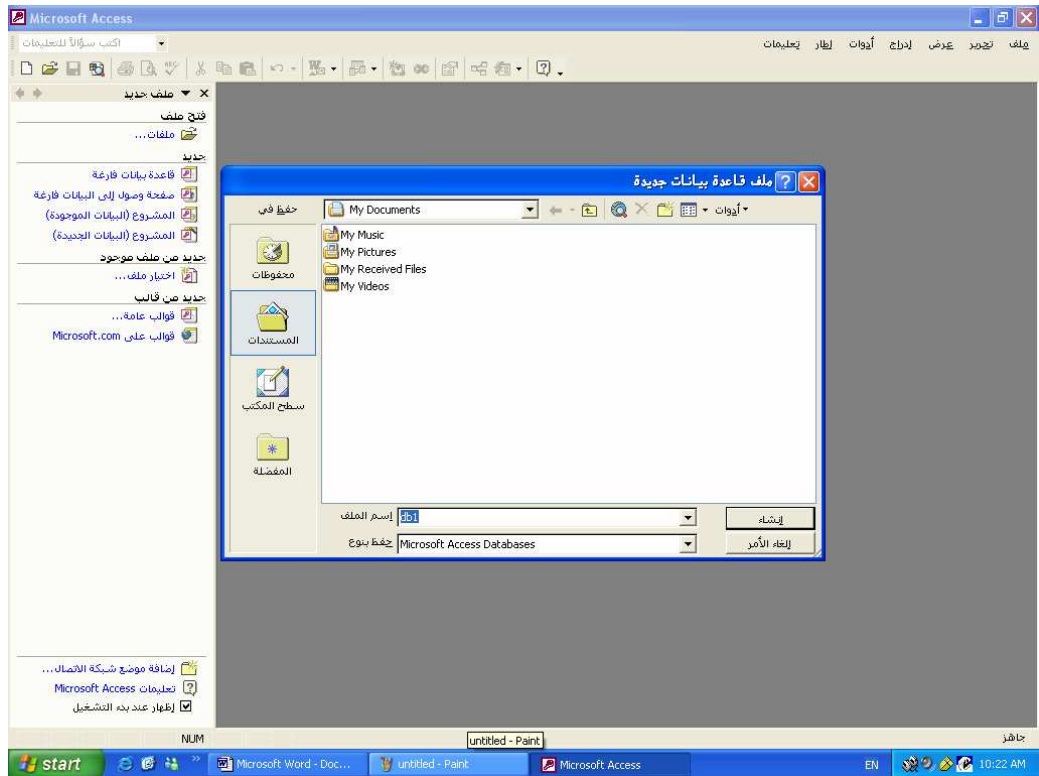 Microsoft Access
ملف تحرير عرض إدراج أدوات إطار تعليمات
اكتب سؤالاً للتعليمات
ملف جديد
فتح ملف
ملفات...
جديد
قاعدة بيانات فارغة
صفحة وصول إلى البيانات فارغة
المشروع (البيانات الموجودة)
المشروع (البيانات الجديدة)
جديد من ملف موجود
اختيار ملف...
جديد من قالب
قوالب عامة...
قوالب على Microsoft.com
إضافة موضع شبكة الاتصال...
تعليمات Microsoft Access
إظهار عند بدء التشغيل
ملف قاعدة بيانات جديدة
حفظ في
My Documents
أدوات
محفوظات
المستندات
سطح المكتب
المفضلة
My Music
My Pictures
My Received Files
My Videos
إسم الملف
db1
إنشاء
حفظ بنوع
Microsoft Access Databases
إلغاء الأمر
NUM
untitled - Paint
جاهز
start
Microsoft Word - Doc...
untitled - Paint
Microsoft Access
EN
10:22 AM